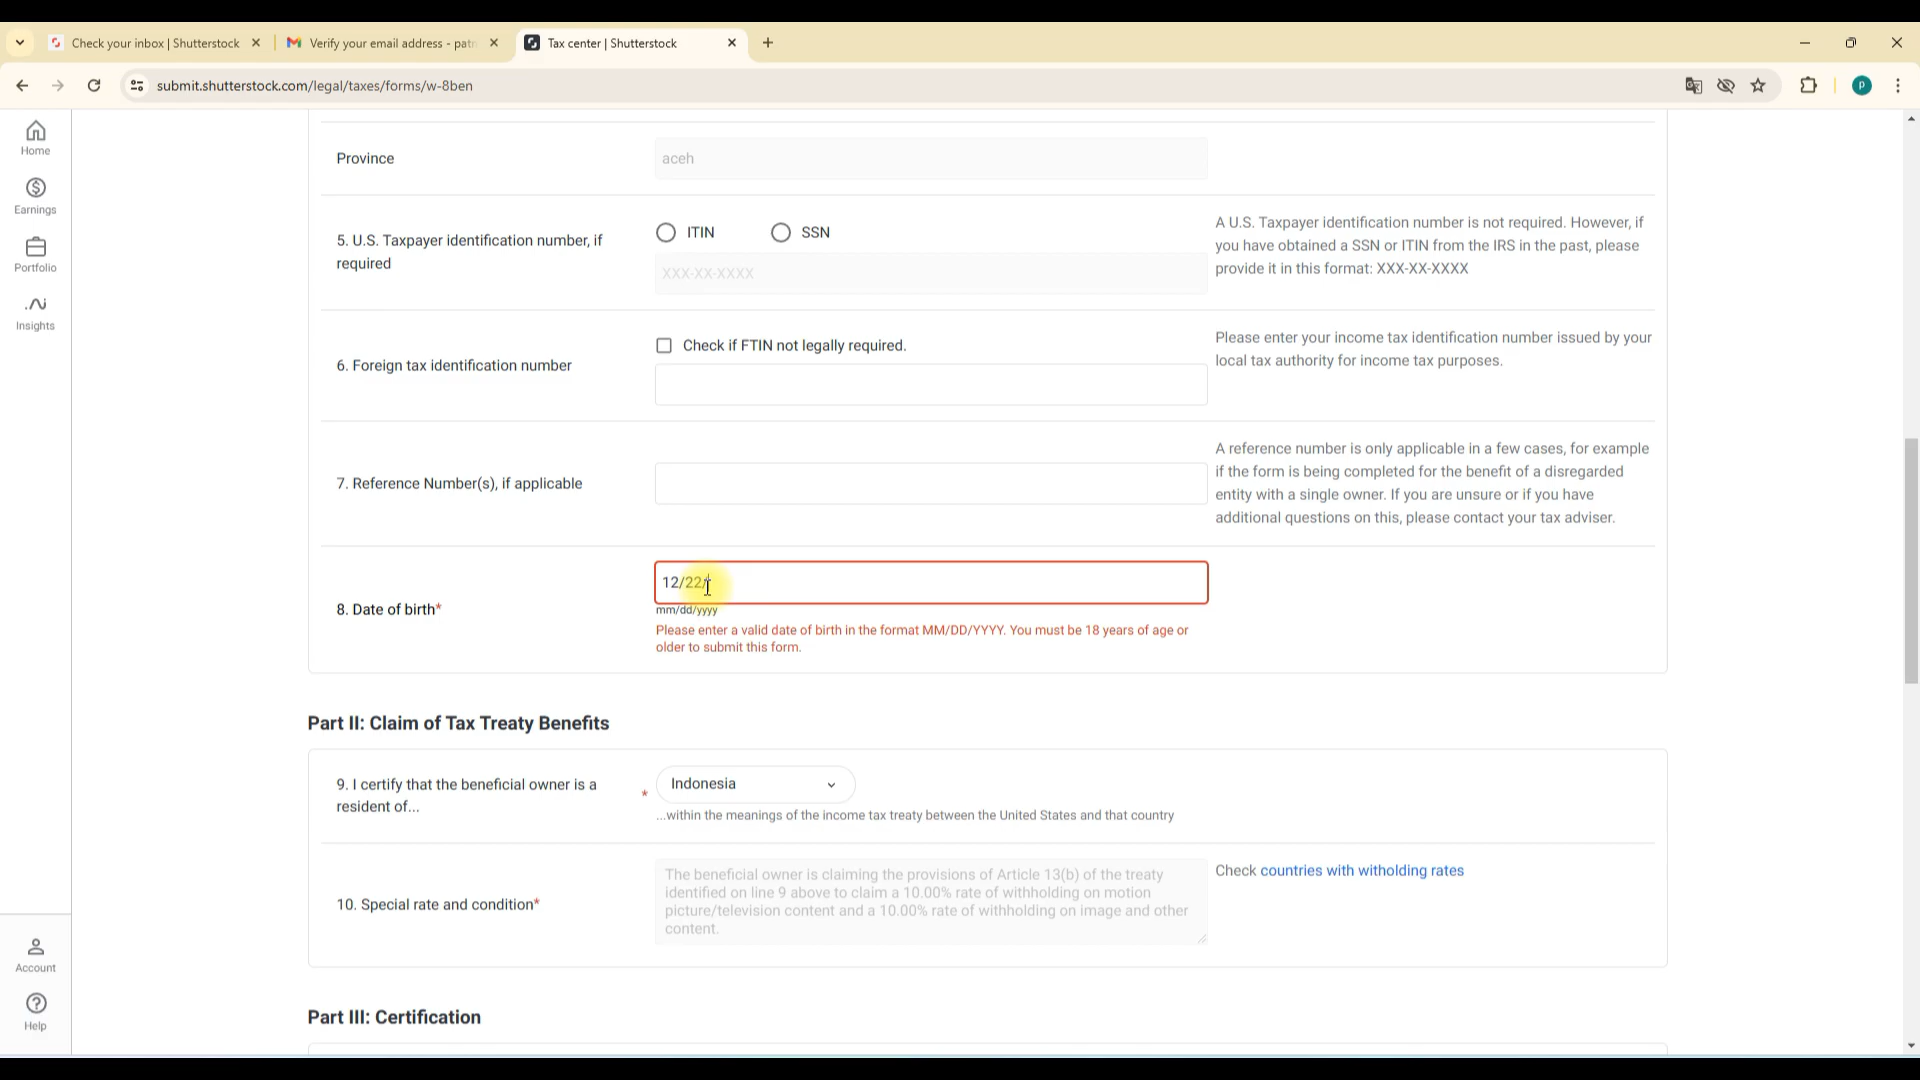 Check your inbox | Shutterstock
Verify your email address - patr
Tax center | Shutterstock
submit.shutterstock.com/legal/taxes/forms/w-8ben
P
Home
Earnings
Portfolio
Insights
Account
Help
Province
aceh
5. U.S. Taxpayer identification number, if
required
ITIN
SSN
XXX-XX-XXXX
A U.S. Taxpayer identification number is not required. However, if
you have obtained a SSN or ITIN from the IRS in the past, please
provide it in this format: XXX-XX-XXXX
6. Foreign tax identification number
Check if FTIN not legally required.
Please enter your income tax identification number issued by your
local tax authority for income tax purposes.
7. Reference Number(s), if applicable
A reference number is only applicable in a few cases, for example
if the form is being completed for the benefit of a disregarded
entity with a single owner. If you are unsure or if you have
additional questions on this, please contact your tax adviser.
8. Date of birth*
12/22/
mm/dd/yyyy
Please enter a valid date of birth in the format MM/DD/YYYY. You must be 18 years of age or
older to submit this form.
Part II: Claim of Tax Treaty Benefits
9. I certify that the beneficial owner is a
resident of...
*
Indonesia
...within the meanings of the income tax treaty between the United States and that country
10. Special rate and condition*
The beneficial owner is claiming the provisions of Article 13(b) of the treaty
identified on line 9 above to claim a 10.00% rate of withholding on motion
picture/television content and a 10.00% rate of withholding on image and other
content.
Check countries with witholding rates
Part III: Certification